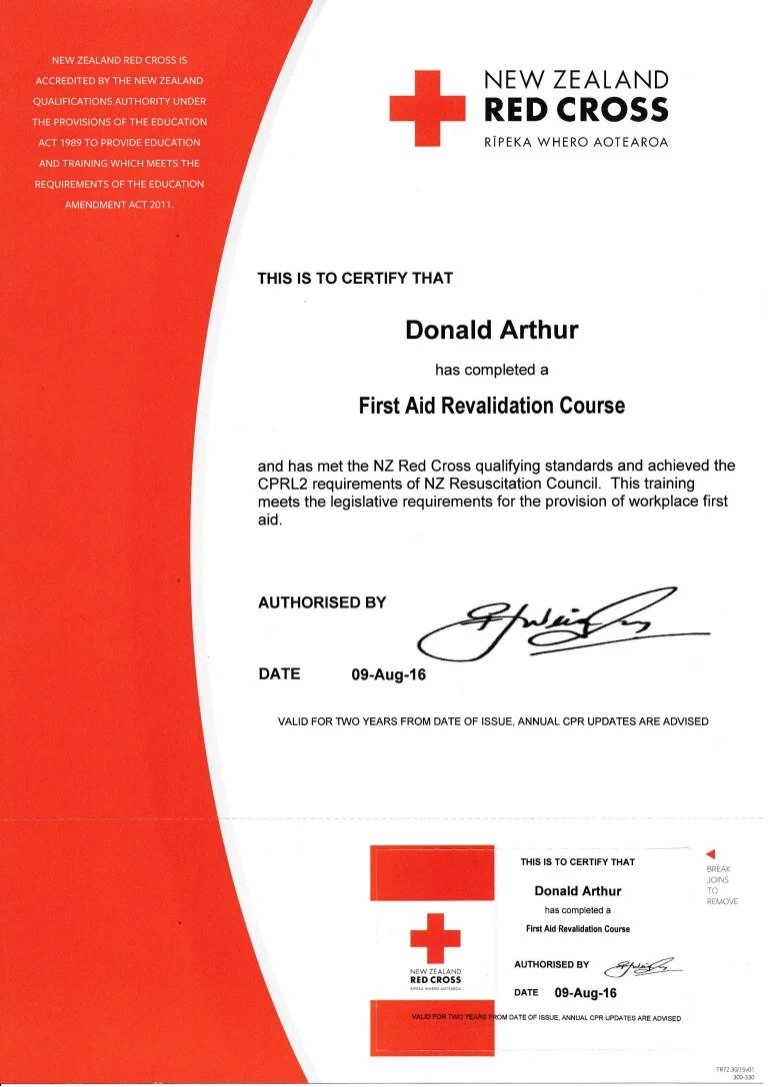 NEW ZEALAND RED CROSS IS
ACCREDITED BY THE NEW ZEALAND
QUALIFICATIONS AUTHORITY UNDER
THE PROVISIONS OF THE EDUCATION
ACT 1989 TO PROVIDE EDUCATION
AND TRAINING WHICH MEETS THE
REQUIREMENTS OF THE EDUCATION
AMENDMENT ACT 2011.
NEW ZEALAND
RED CROSS
RĪPEKA WHERO AOTEAROA
THIS IS TO CERTIFY THAT
Donald Arthur
has completed a
First Aid Revalidation Course
and has met the NZ Red Cross qualifying standards and achieved the
CPRL2 requirements of NZ Resuscitation Council.  This training
meets the legislative requirements for the provision of workplace first
aid.
AUTHORISED BY
DATE 09-Aug-16
VALID FOR TWO YEARS FROM DATE OF ISSUE, ANNUAL CPR UPDATES ARE ADVISED
NEW ZEALAND
RED CROSS
RĪPEKA WHERO AOTEAROA
THIS IS TO CERTIFY THAT
Donald Arthur
has completed a
First Aid Revalidation Course
AUTHORISED BY
DATE 09-Aug-16
VALID FOR TWO YEARS FROM DATE OF ISSUE, ANNUAL CPR UPDATES ARE ADVISED
BREAK
JOINS
TO
REMOVE
TR72.30/15v01
300-330